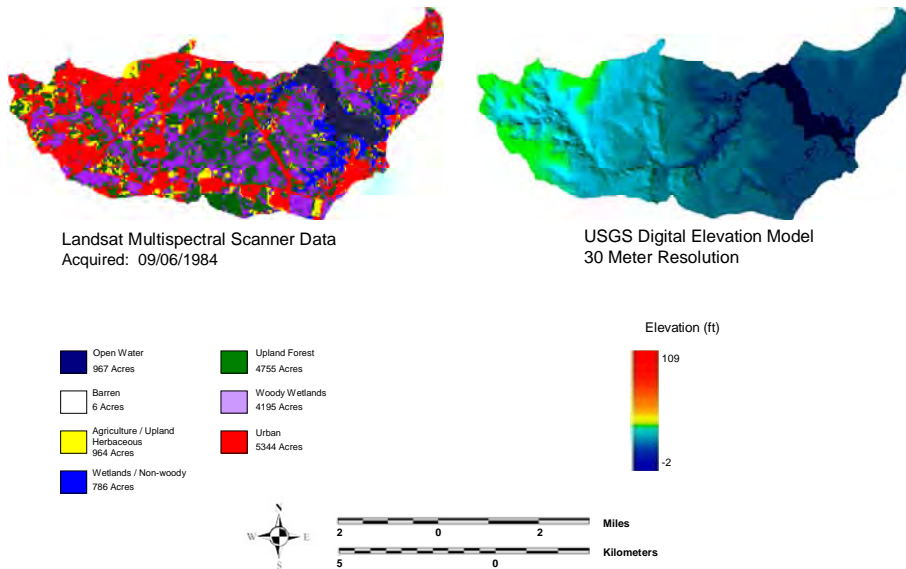 Landsat Multispectral Scanner Data
Acquired: 09/06/1984
USGS Digital Elevation Model
30 Meter Resolution
Open Water
967 Acres
Barren
6 Acres
Agriculture / Upland
Herbaceous
964 Acres
Wetlands / Non-woody
786 Acres
Upland Forest
4755 Acres
Woody Wetlands
4195 Acres
Urban
5344 Acres
Elevation (ft)
109
-2
N
W E
S
2 0 2 Miles
5 0 Kilometers